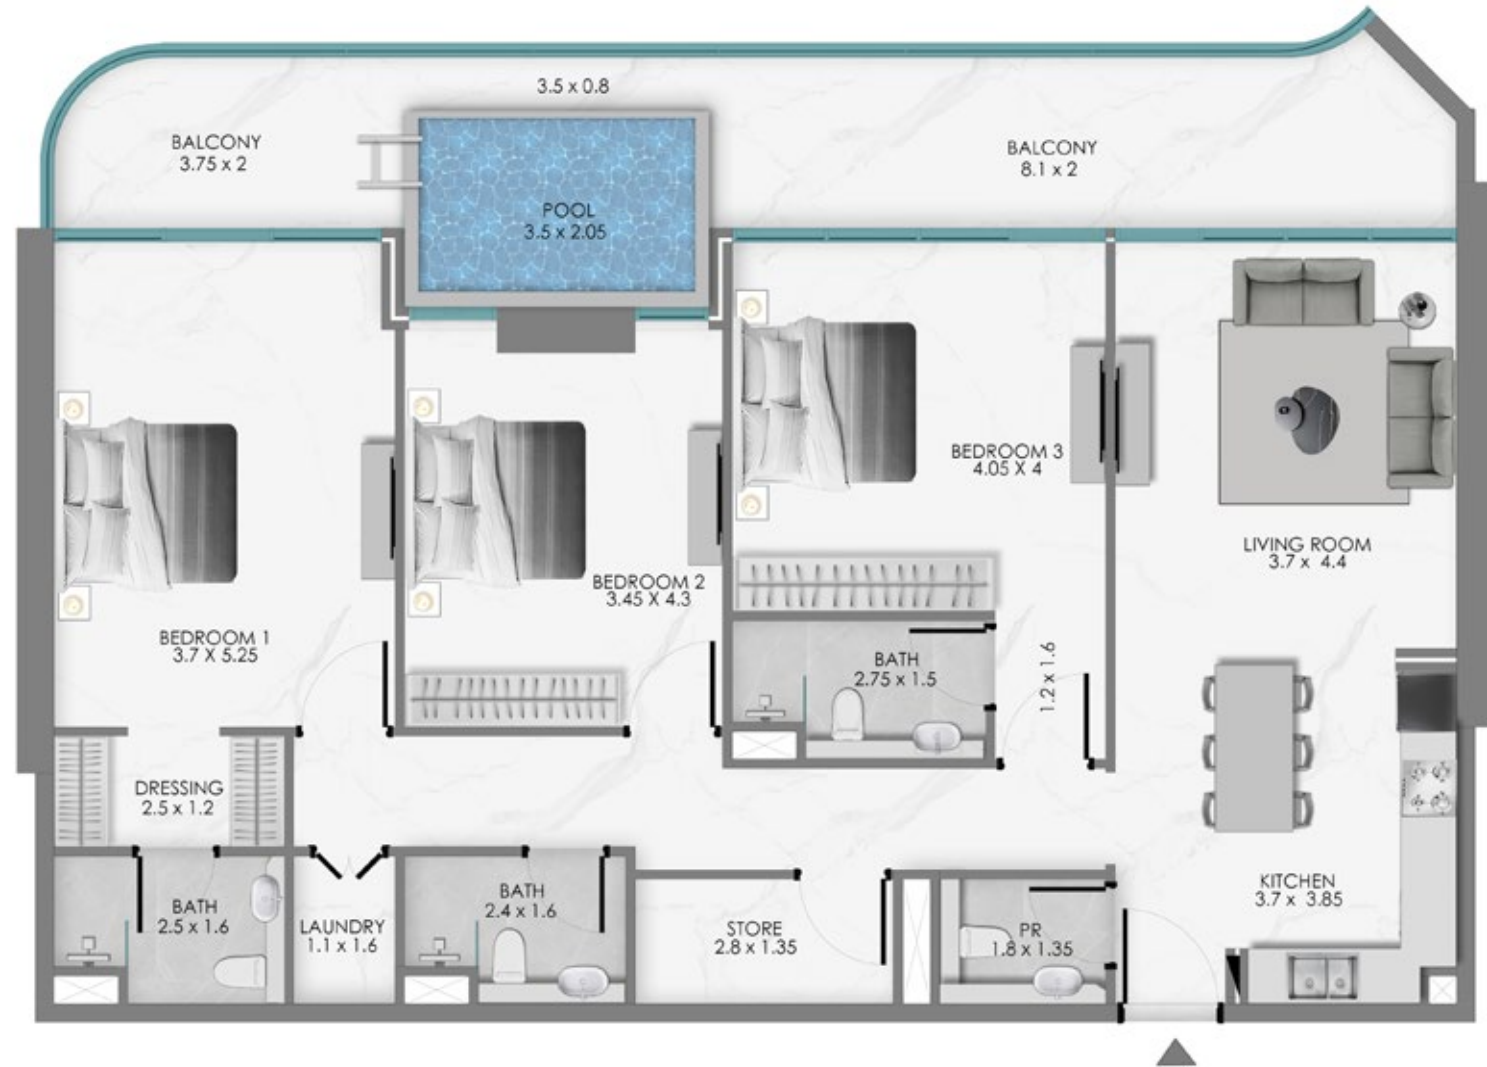 3.5 x 0.8
BALCONY
3.75 x 2
BALCONY
8.1 x 2
POOL
3.5 x 2.05
BEDROOM 3
4.05 X 4
LIVING ROOM
3.7 x 4.4
BEDROOM 2
3.45 X 4.3
BEDROOM 1
3.7 X 5.25
BATH
2.75 x 1.5
1.2 x 1.6
DRESSING
2.5 x 1.2
KITCHEN
3.7 x 3.85
BATH
2.5 x 1.6
LAUNDRY
1.1 x 1.6
BATH
2.4 x 1.6
STORE
2.8 x 1.35
PR
1.8 x 1.35